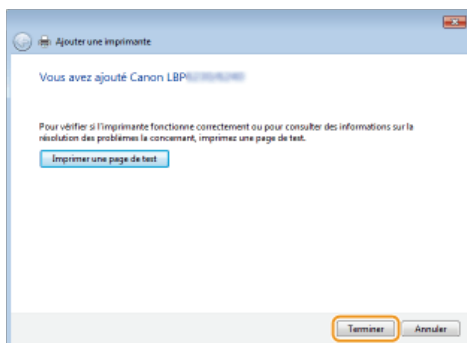 Ajouter une imprimante
Vous avez ajouté Canon LBP
Pour vérifier si l'imprimante fonctionne correctement ou pour consulter des informations sur la
résolution des problèmes la concernant, imprimez une page de test.
Imprimer une page de test
Terminer
Annuler